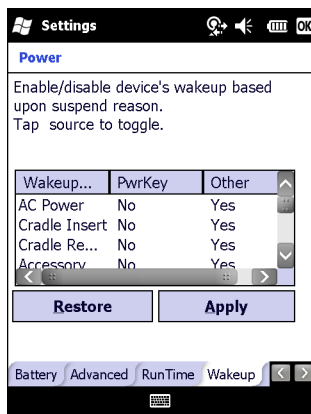 Settings
OK
Power
Enable/disable device's wakeup based
upon suspend reason.
Tap source to toggle.
Wakeup... PwrKey Other
AC Power No Yes
Cradle Insert No Yes
Cradle Re... No Yes
Accessory No Yes
Restore Apply
Battery Advanced RunTime Wakeup